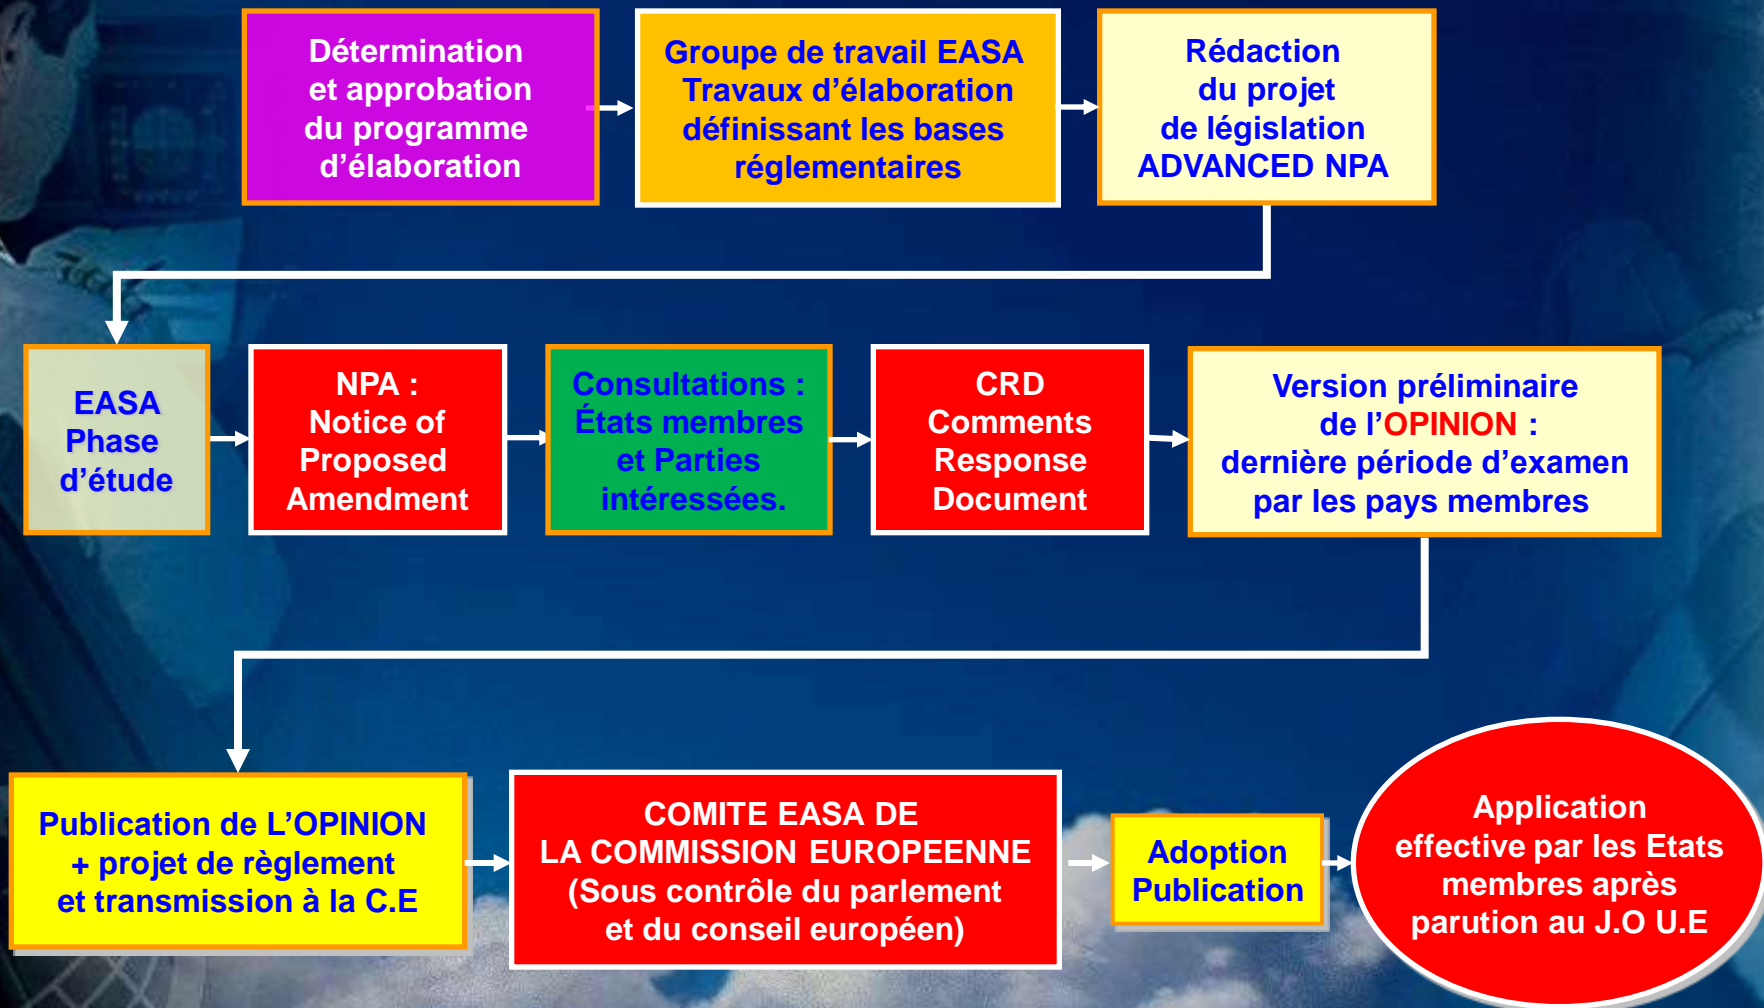 Détermination
et approbation
du programme
d’élaboration
Groupe de travail EASA
Travaux d’élaboration
définissant les bases
réglementaires
Rédaction
du projet
de législation
ADVANCED NPA
EASA
Phase
d’étude
NPA :
Notice of
Proposed
Amendment
Consultations :
États membres
et Parties
intéressées.
CRD
Comments
Response
Document
Version préliminaire
de l’OPINION :
dernière période d’examen
par les pays membres
Publication de L’OPINION
+ projet de règlement
et transmission à la C.E
COMITE EASA DE
LA COMMISSION EUROPEENNE
(Sous contrôle du parlement
et du conseil européen)
Adoption
Publication
Application
effective par les Etats
membres après
parution au J.O U.E